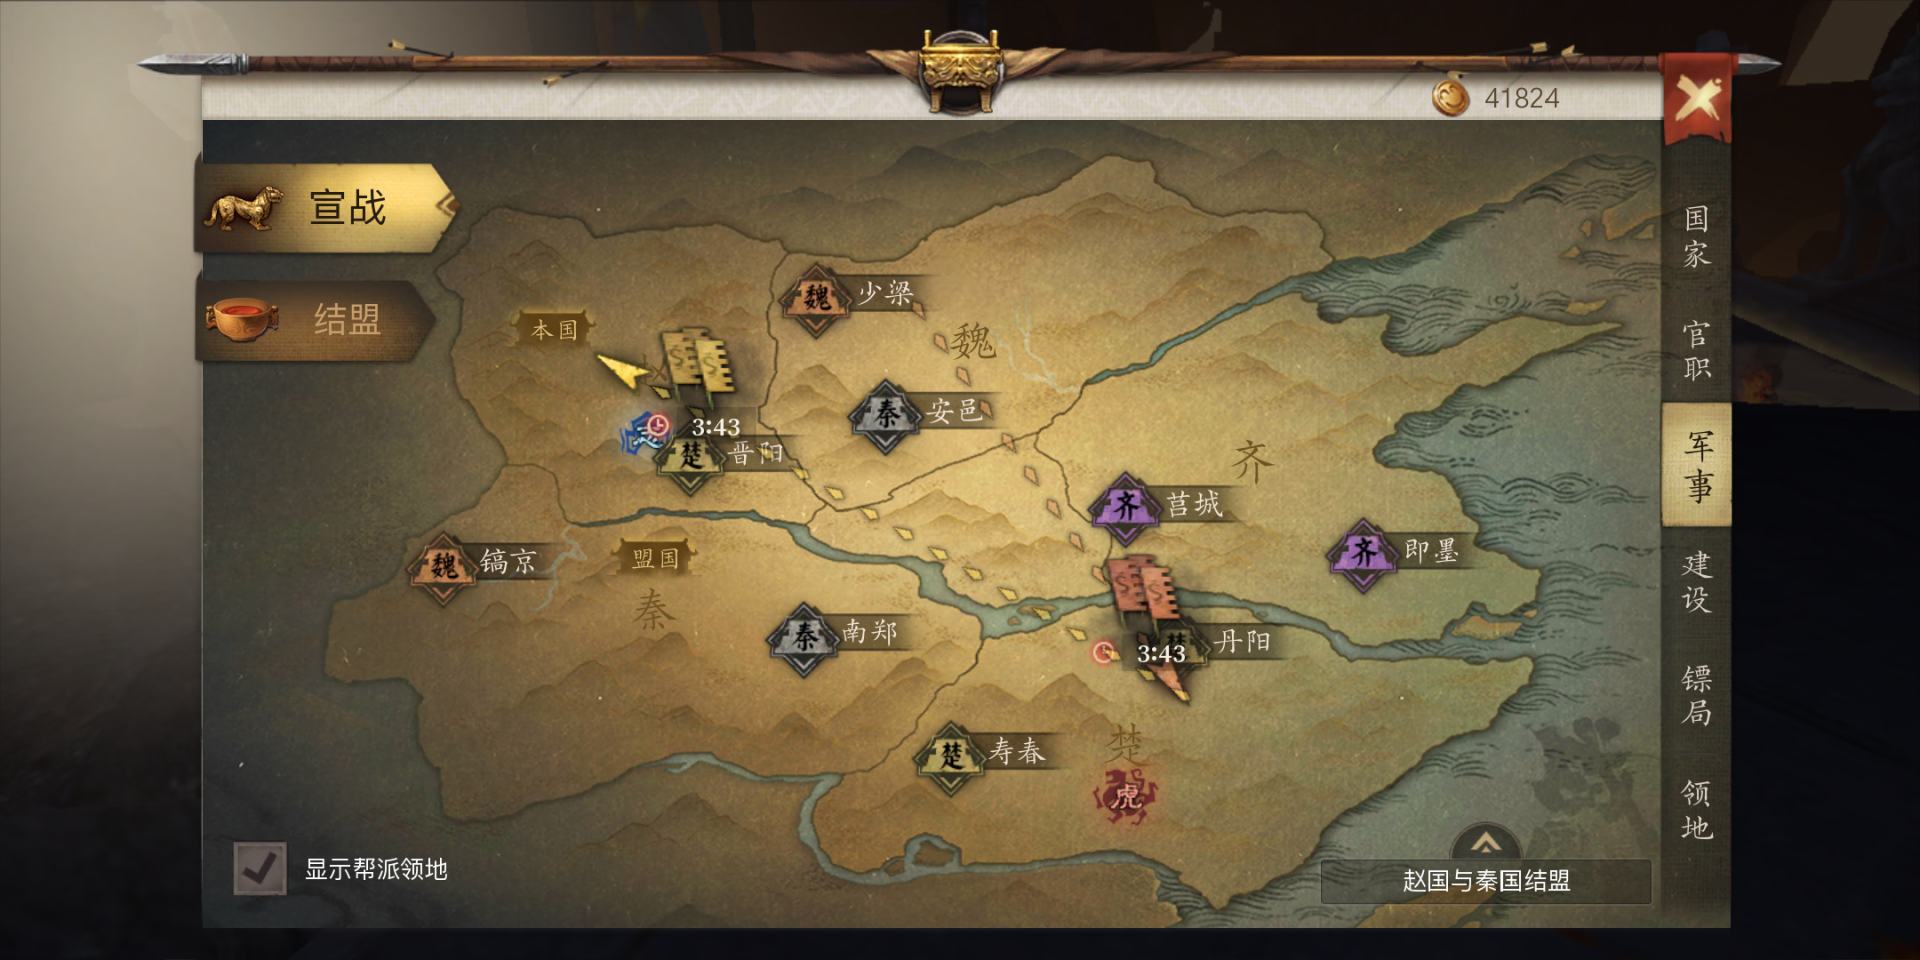 41824
宣战
结盟
本国
魏
少梁
魏
秦
安邑
3:43
楚
晋阳
齐
齐
莒城
齐
即墨
魏
镐京
盟国
秦
秦
南郑
3:43
丹阳
楚
寿春
楚
虎
显示帮派领地
赵国与秦国结盟
国家
官职
军事
建设
镖局
领地